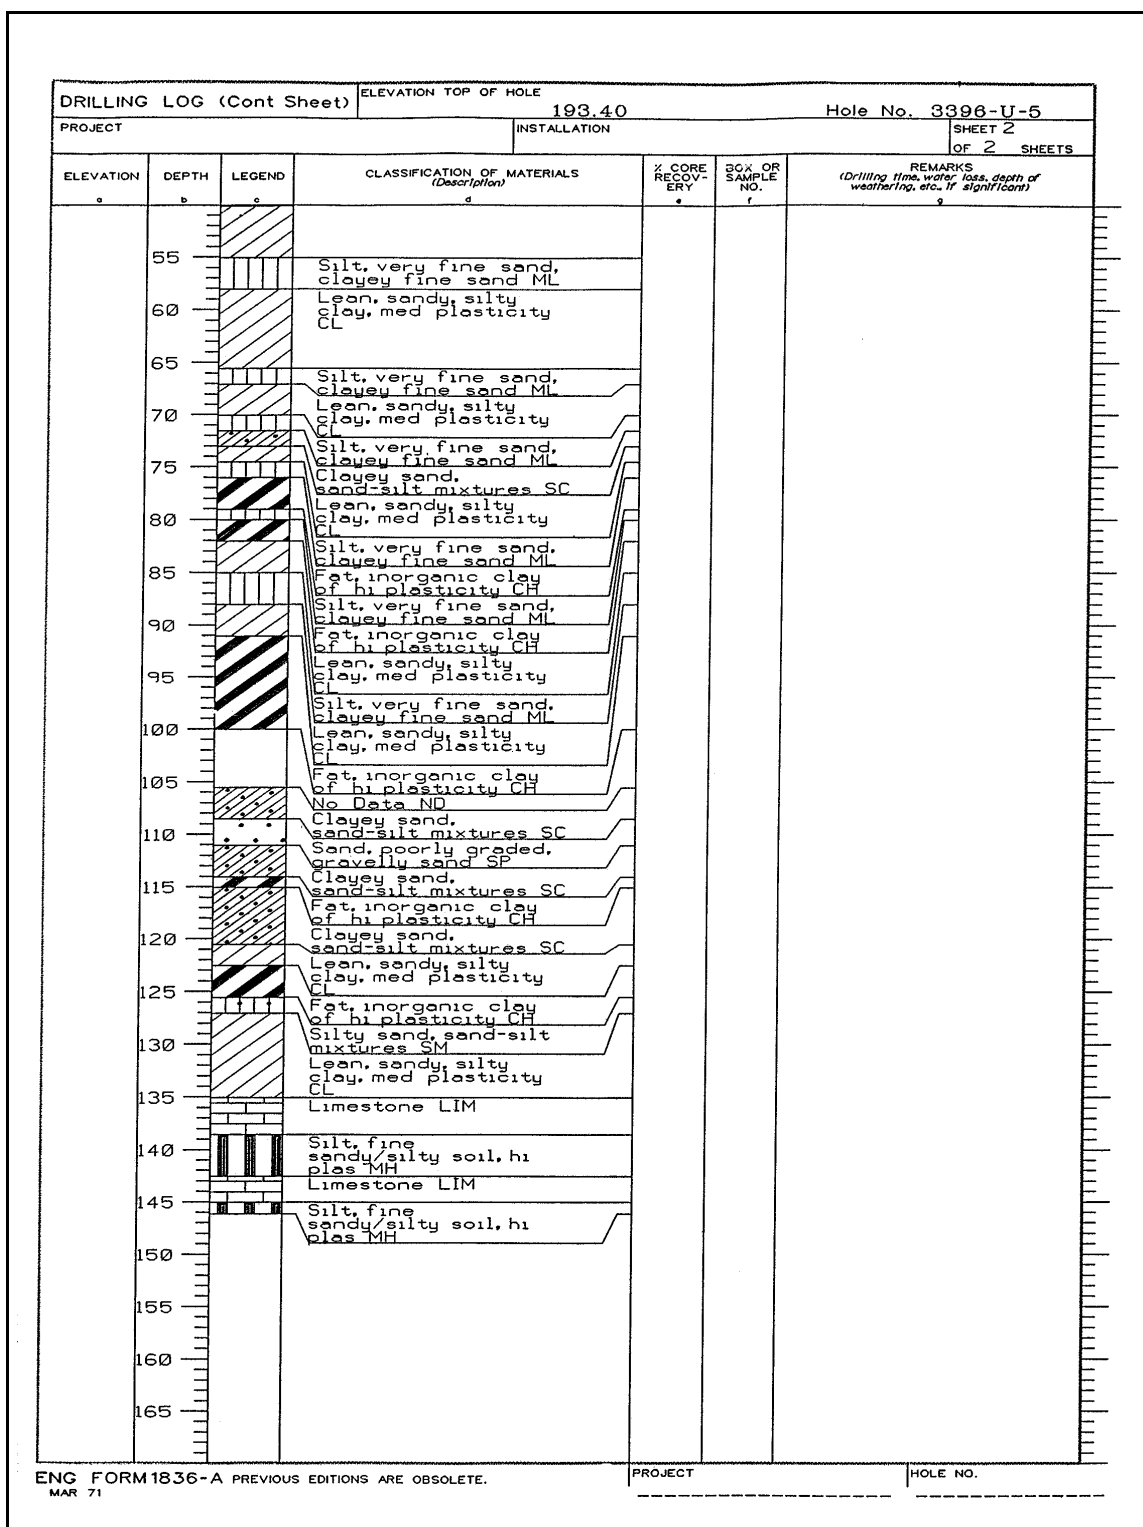 DRILLING LOG (Cont Sheet)
ELEVATION TOP OF HOLE
193.40
Hole No. 3396-U-5
PROJECT
INSTALLATION
SHEET 2
OF 2 SHEETS
ELEVATION
DEPTH
LEGEND
CLASSIFICATION OF MATERIALS
(Description)
% CORE
RECOV-
ERY
BOX OR
SAMPLE
NO.
REMARKS
(Drilling time, water loss, depth of
weathering, etc., if significant)
a
b
c
d
e
f
g
55
Silt, very fine sand,
clayey fine sand ML
Lean, sandy, silty
60
clay, med plasticity
CL
65
Silt, very fine sand,
clayey fine sand ML
Lean, sandy, silty
70
clay, med plasticity
CL
Silt, very fine sand,
clayey fine sand ML
75
Clayey sand,
sand-silt mixtures SC
Lean, sandy, silty
80
clay, med plasticity
CL
Silt, very fine sand,
clayey fine sand ML
85
Fat, inorganic clay
of hi plasticity CH
Silt, very fine sand,
clayey fine sand ML
90
Fat, inorganic clay
of hi plasticity CH
Lean, sandy, silty
95
clay, med plasticity
CL
Silt, very fine sand,
clayey fine sand ML
100
Lean, sandy, silty
clay, med plasticity
CL
105
Fat, inorganic clay
of hi plasticity CH
No Data ND
Clayey sand,
110
sand-silt mixtures SC
Sand, poorly graded,
gravelly sand SP
Clayey sand,
115
sand-silt mixtures SC
Fat, inorganic clay
of hi plasticity CH
120
Clayey sand,
sand-silt mixtures SC
Lean, sandy, silty
clay, med plasticity
125
CL
Fat, inorganic clay
of hi plasticity CH
Silty sand, sand-silt
130
mixtures SM
Lean, sandy, silty
clay, med plasticity
CL
135
Limestone LIM
Silt, fine
140
sandy/silty soil, hi
plas MH
Limestone LIM
145
Silt, fine
sandy/silty soil, hi
plas MH
150
155
160
165
ENG FORM 1836-A PREVIOUS EDITIONS ARE OBSOLETE.
MAR 71
PROJECT
HOLE NO.